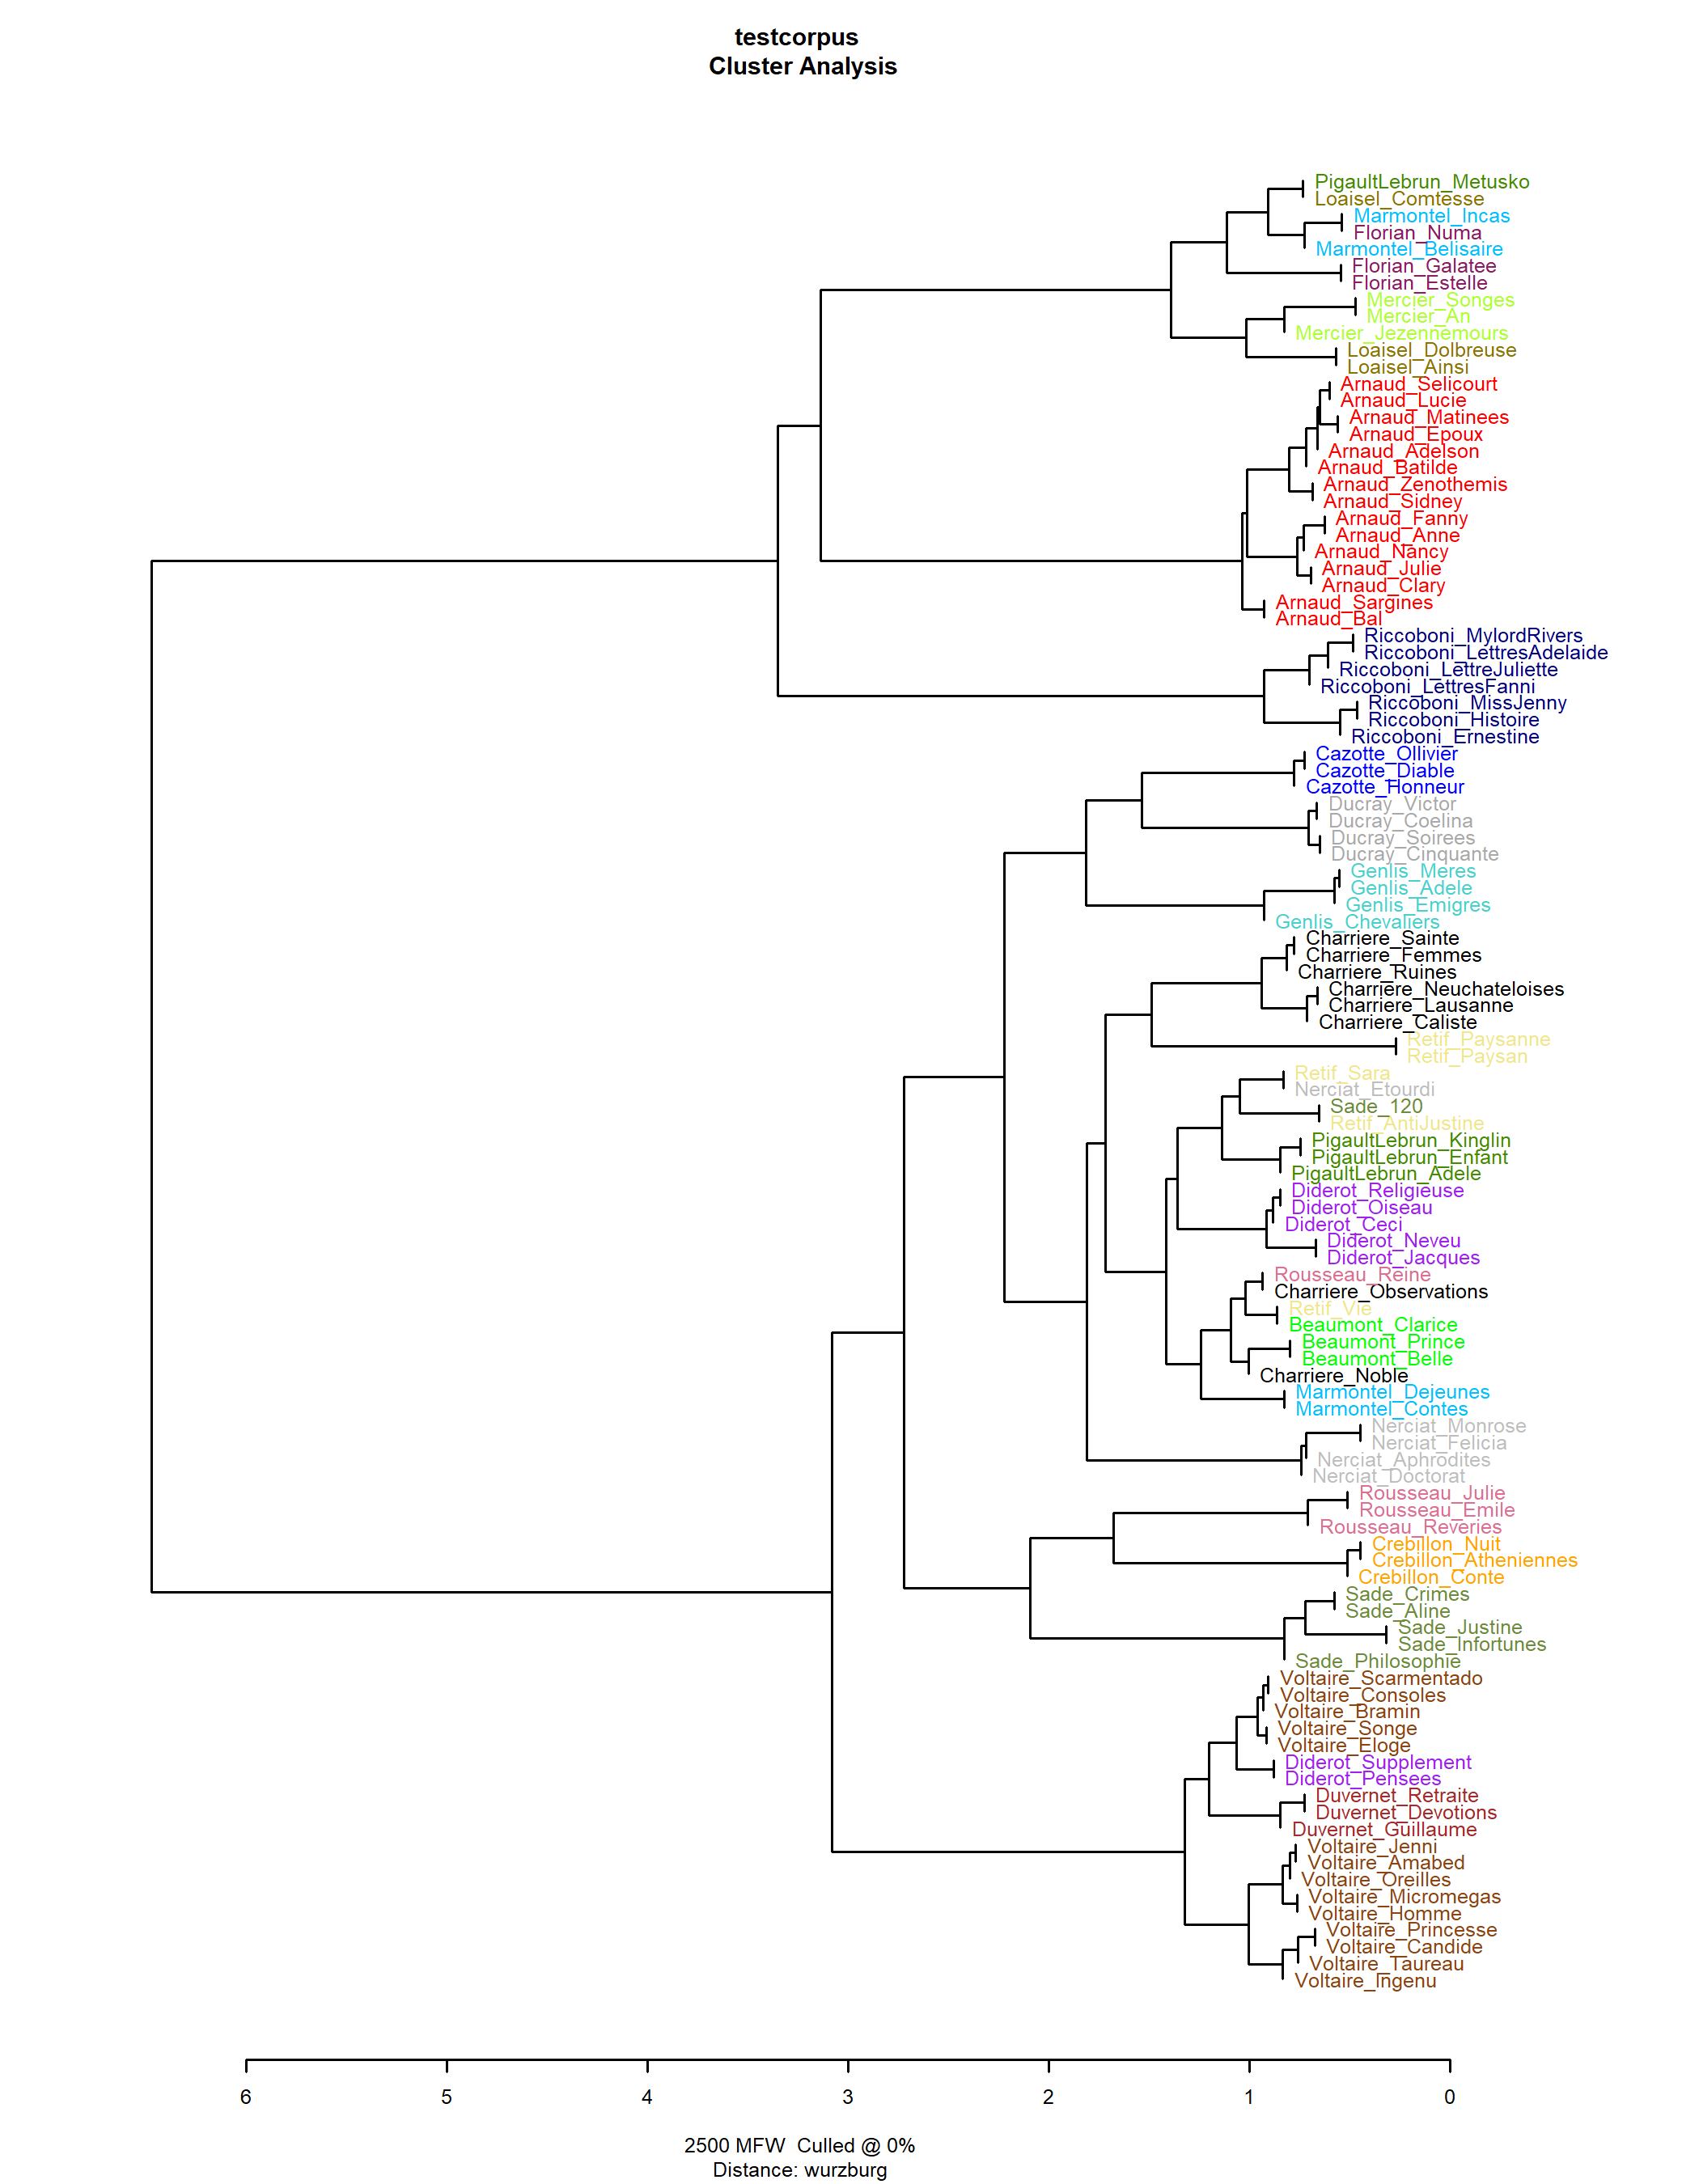 testcorpus
Cluster Analysis
PigaultLebrun_Metusko
Loaisel_Comtesse
Marmontel_Incas
Florian_Numa
Marmontel_Belisaire
Florian_Galatee
Florian_Estelle
Mercier_Songes
Mercier_An
Mercier_Jezennemours
Loaisel_Dolbreuse
Loaisel_Ainsi
Arnaud_Selicourt
Arnaud_Lucie
Arnaud_Matinees
Arnaud_Epoux
Arnaud_Adelson
Arnaud_Batilde
Arnaud_Zenothemis
Arnaud_Sidney
Arnaud_Fanny
Arnaud_Anne
Arnaud_Nancy
Arnaud_Julie
Arnaud_Clary
Arnaud_Sargines
Arnaud_Bal
Riccoboni_MylordRivers
Riccoboni_LettresAdelaide
Riccoboni_LettreJuliette
Riccoboni_LettresFanni
Riccoboni_MissJenny
Riccoboni_Histoire
Riccoboni_Ernestine
Cazotte_Ollivier
Cazotte_Diable
Cazotte_Honneur
Ducray_Victor
Ducray_Coelina
Ducray_Soirees
Ducray_Cinquante
Genlis_Meres
Genlis_Adele
Genlis_Emigres
Genlis_Chevaliers
Charriere_Sainte
Charriere_Femmes
Charriere_Ruines
Charriere_Neuchateloises
Charriere_Lausanne
Charriere_Caliste
Retif_Paysanne
Retif_Paysan
Retif_Sara
Nerciat_Etourdi
Sade_120
Retif_AntiJustine
PigaultLebrun_Kinglin
PigaultLebrun_Enfant
PigaultLebrun_Adele
Diderot_Religieuse
Diderot_Oiseau
Diderot_Ceci
Diderot_Neveu
Diderot_Jacques
Rousseau_Reine
Charriere_Observations
Retif_Vie
Beaumont_Clarice
Beaumont_Prince
Beaumont_Belle
Charriere_Noble
Marmontel_Dejeunes
Marmontel_Contes
Nerciat_Monrose
Nerciat_Felicia
Nerciat_Aphrodites
Nerciat_Doctorat
Rousseau_Julie
Rousseau_Emile
Rousseau_Reveries
Crebillon_Nuit
Crebillon_Atheniennes
Crebillon_Conte
Sade_Crimes
Sade_Aline
Sade_Justine
Sade_Infortunes
Sade_Philosophie
Voltaire_Scarmentado
Voltaire_Consoles
Voltaire_Bramin
Voltaire_Songe
Voltaire_Eloge
Diderot_Supplement
Diderot_Pensees
Duvernet_Retraite
Duvernet_Devotions
Duvernet_Guillaume
Voltaire_Jenni
Voltaire_Amabed
Voltaire_Oreilles
Voltaire_Micromegas
Voltaire_Homme
Voltaire_Princesse
Voltaire_Candide
Voltaire_Taureau
Voltaire_Ingenu
6 5 4 3 2 1 0
2500 MFW Culled @ 0%
Distance: wurzburg